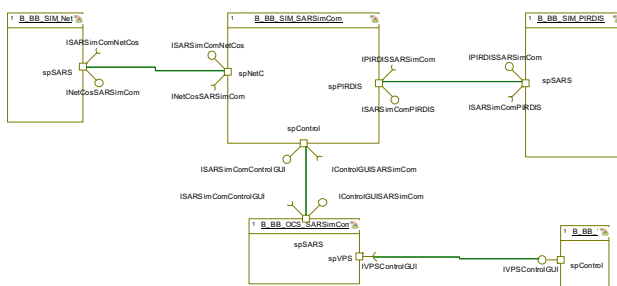 1 B_BB_SIM_Net
1 B_BB_SIM_SARSimCom
1 B_BB_SIM_PIRDIS
ISARSimComNetCos
ISARSimComNetCos
IPIRDISSARSimCom
IPIRDISSARSimCom
spSARS
spNetC
spPIRDIS
spSARS
INetCosSARSimCom
INetCosSARSimCom
ISARSimComPIRDIS
ISARSimComPIRDIS
spControl
ISARSimComControlGUI
IControlGUISARSimCom
ISARSimComControlGUI
IControlGUISARSimCom
1 B_BB_OCS_SARSimCon
1 B_BB_
spSARS
spVPS
spControl
IVPSControlGUI
IVPSControlGUI